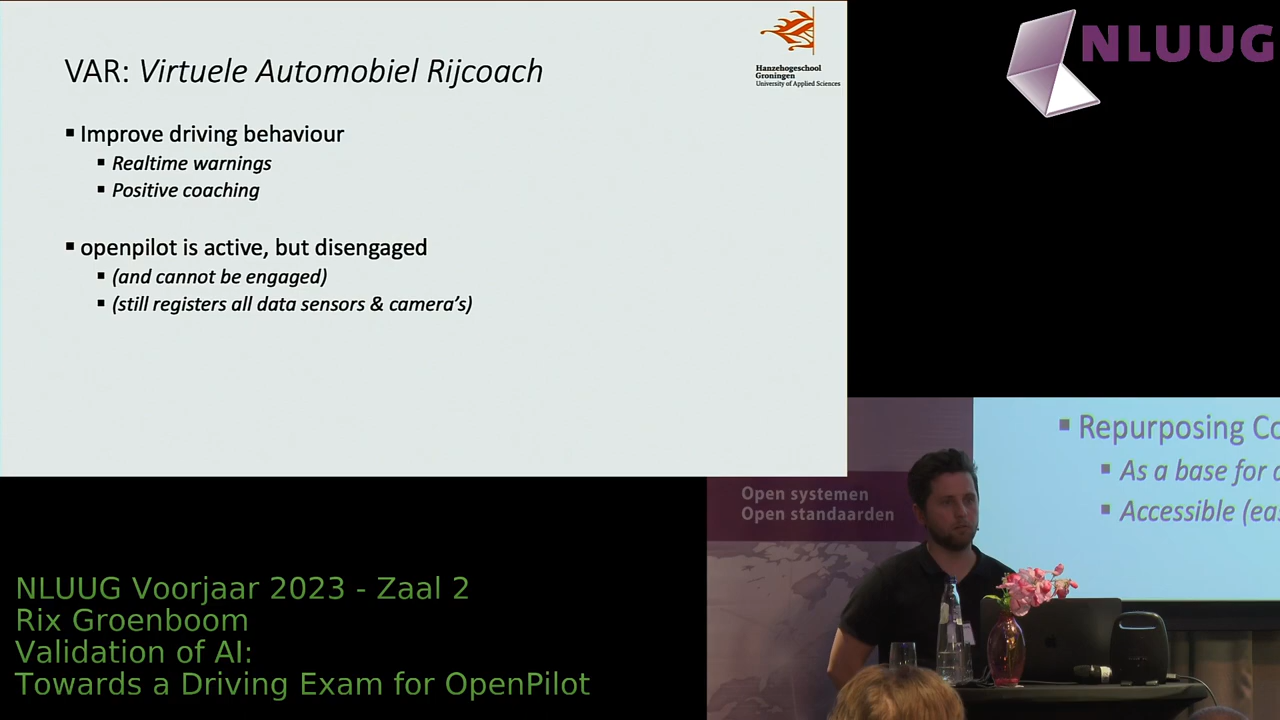 VAR: Virtuele Automobiel Rijcoach
Hanzehogeschool
Groningen
University of Applied Sciences
▪ Improve driving behaviour
▪ Realtime warnings
▪ Positive coaching
▪ openpilot is active, but disengaged
▪ (and cannot be engaged)
▪ (still registers all data sensors & camera's)
NLUUG
▪ Repurposing Co
▪ As a base for
▪ Accessible (eas
Open systemen
Open standaarden
NLUUG Voorjaar 2023 - Zaal 2
Rix Groenboom
Validation of AI:
Towards a Driving Exam for OpenPilot